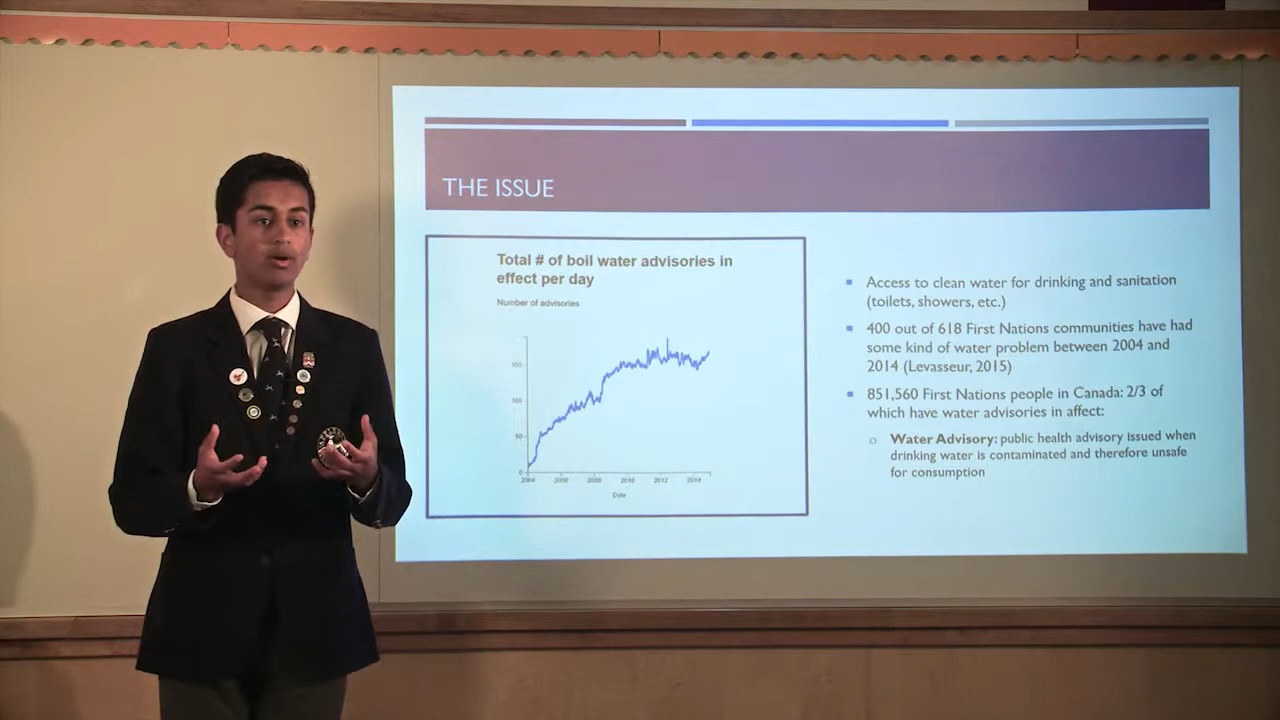 THE ISSUE
Total # of boil water advisories in
effect per day
Number of advisories
150
100
50
0
2004 2006 2008 2010 2012 2014
Date
Access to clean water for drinking and sanitation
(toilets, showers, etc.)
400 out of 618 First Nations communities have had
some kind of water problem between 2004 and
2014 (Levasseur, 2015)
851,560 First Nations people in Canada: 2/3 of
which have water advisories in affect:
Water Advisory: public health advisory issued when
drinking water is contaminated and therefore unsafe
for consumption